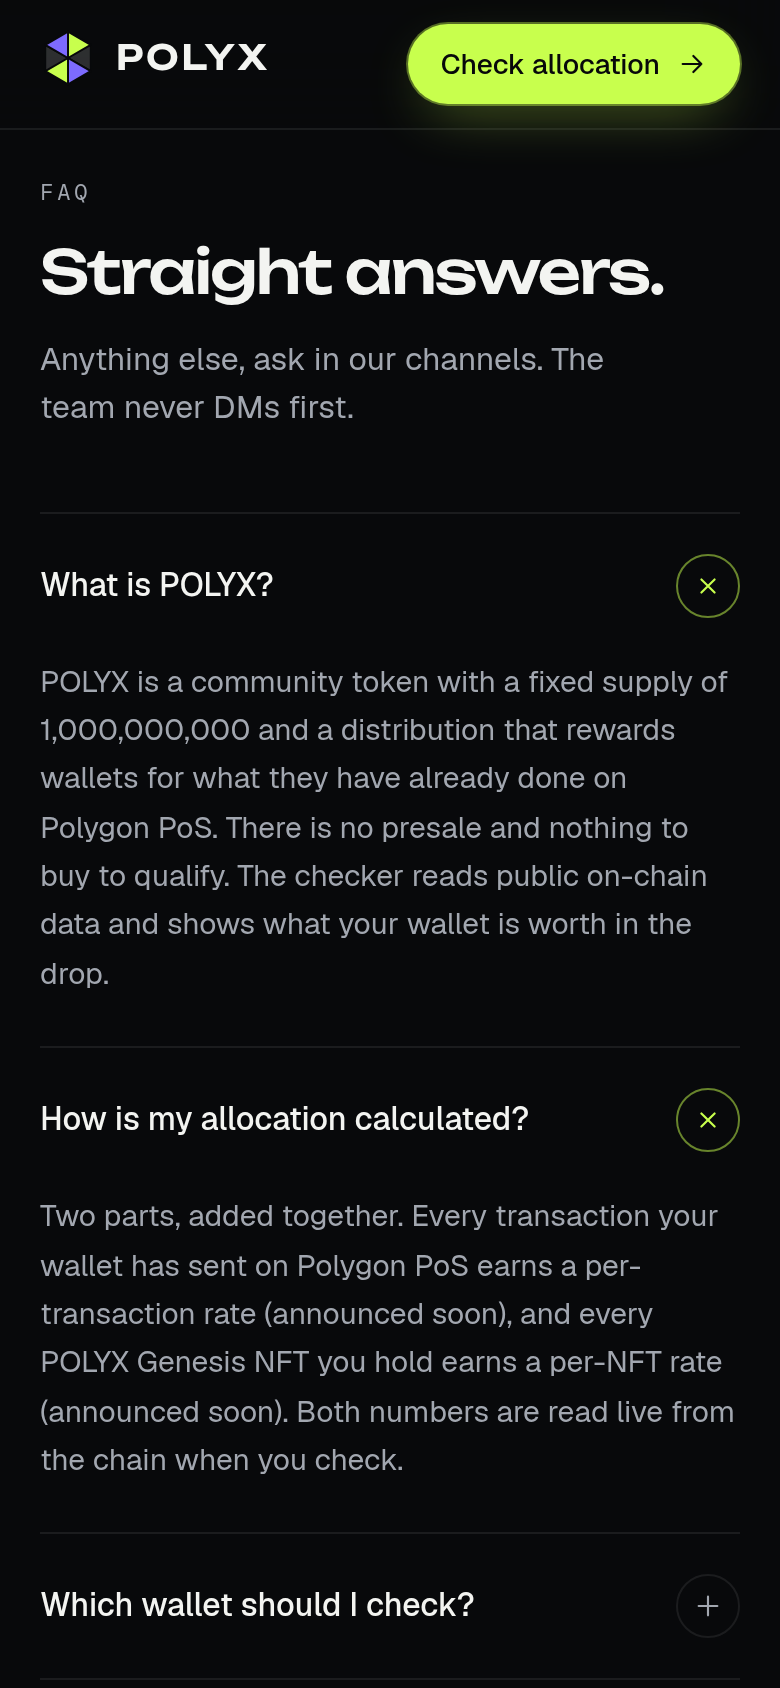 POLYX
Check allocation →
FAQ
Straight answers.
Anything else, ask in our channels. The
team never DMs first.
What is POLYX?
POLYX is a community token with a fixed supply of
1,000,000,000 and a distribution that rewards
wallets for what they have already done on
Polygon PoS. There is no presale and nothing to
buy to qualify. The checker reads public on-chain
data and shows what your wallet is worth in the
drop.
How is my allocation calculated?
Two parts, added together. Every transaction your
wallet has sent on Polygon PoS earns a per-
transaction rate (announced soon), and every
POLYX Genesis NFT you hold earns a per-NFT rate
(announced soon). Both numbers are read live from
the chain when you check.
Which wallet should I check?